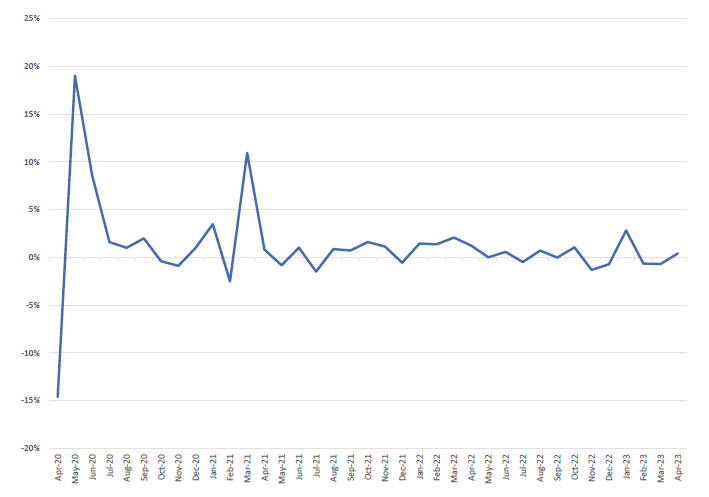 25%
20%
15%
10%
5%
0%
-5%
-10%
-15%
-20%
Apr-20
May-20
Jun-20
Jul-20
Aug-20
Sep-20
Oct-20
Nov-20
Dec-20
Jan-21
Feb-21
Mar-21
Apr-21
May-21
Jun-21
Jul-21
Aug-21
Sep-21
Oct-21
Nov-21
Dec-21
Jan-22
Feb-22
Mar-22
Apr-22
May-22
Jun-22
Jul-22
Aug-22
Sep-22
Oct-22
Nov-22
Dec-22
Jan-23
Feb-23
Mar-23
Apr-23